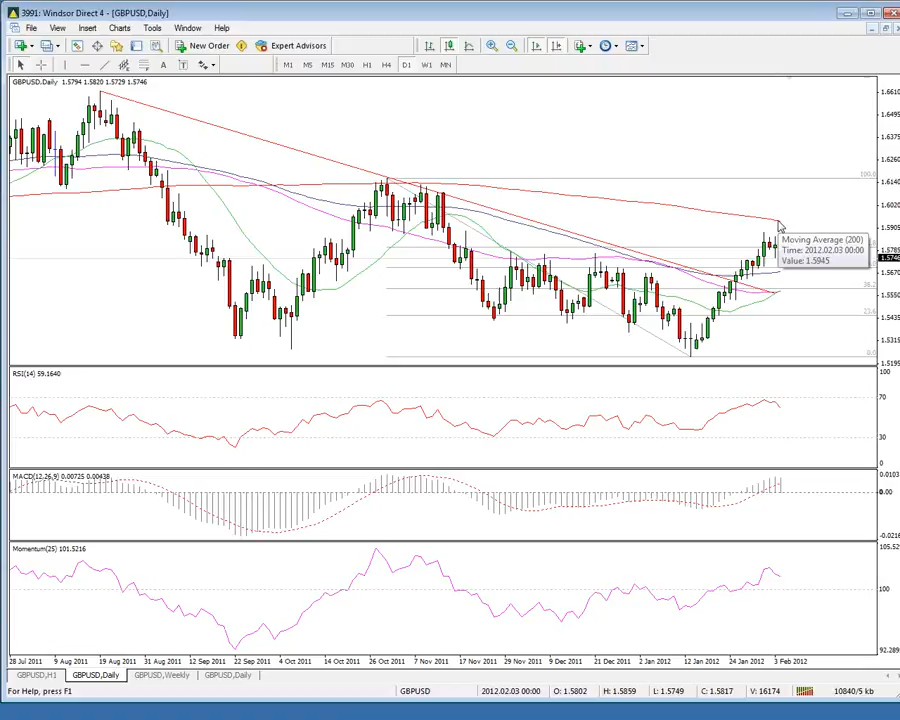 3991: Windsor Direct 4 - [GBPUSD,Daily]
File View Insert Charts Tools Window Help
New Order Expert Advisors
A T M1 M5 M15 M30 H1 H4 D1 W1 MN
GBPUSD,Daily 1.5794 1.5820 1.5729 1.5746
1.6610
1.6495
1.6375
1.6260
100.0
1.6140
1.6020
1.5905
Moving Average (200)
Time: 2012.02.03 00:00
Value: 1.5945
1.5785
1.5746
1.5670
38.2
1.5550
23.6
1.5435
1.5315
1.5195
RSI(14) 59.1640
100
70
30
0
MACD(12,26,9) 0.00725 0.00438
0.0103
0.00
-0.0216
Momentum(25) 101.5216
105.52
100
92.289
28 Jul 2011 9 Aug 2011 19 Aug 2011 31 Aug 2011 12 Sep 2011 22 Sep 2011 4 Oct 2011 14 Oct 2011 26 Oct 2011 7 Nov 2011 17 Nov 2011 29 Nov 2011 9 Dec 2011 21 Dec 2011 2 Jan 2012 12 Jan 2012 24 Jan 2012 3 Feb 2012
GBPUSD,H1 GBPUSD,Daily GBPUSD,Weekly GBPUSD,Daily
For Help, press F1 GBPUSD 2012.02.03 00:00 O: 1.5802 H: 1.5859 L: 1.5749 C: 1.5817 V: 16174 10840/5 kb